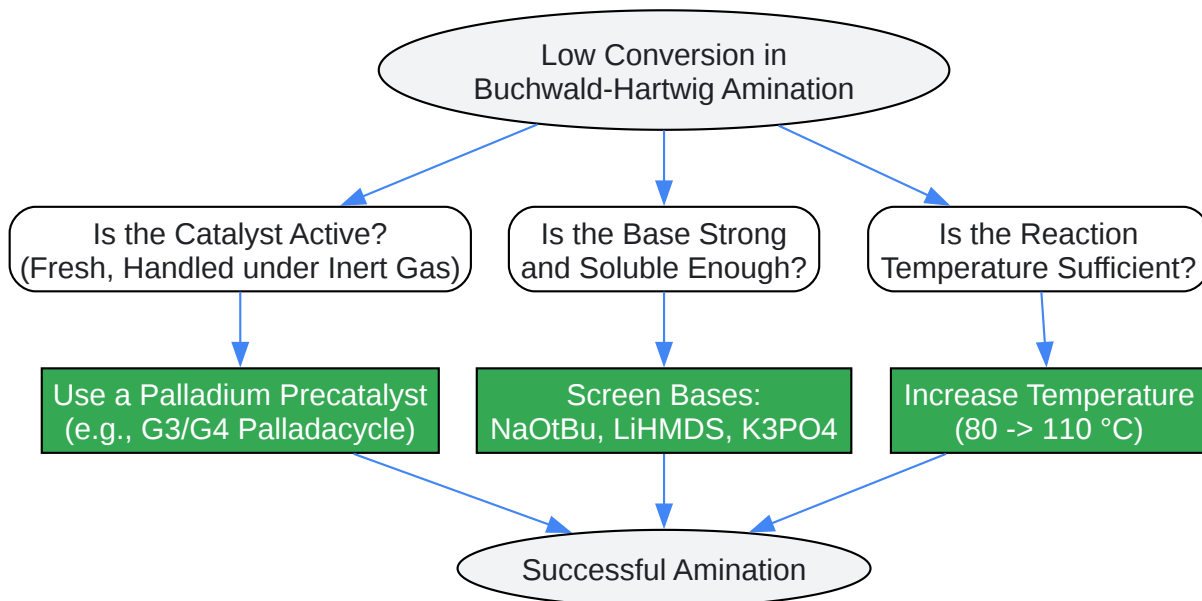 Low Conversion in
Buchwald-Hartwig Amination
Is the Catalyst Active?
(Fresh, Handled under Inert Gas)
Is the Base Strong
and Soluble Enough?
Is the Reaction
Temperature Sufficient?
Use a Palladium Precatalyst
(e.g., G3/G4 Palladacycle)
Screen Bases:
NaOtBu, LiHMDS, K3PO4
Increase Temperature
(80 -> 110 °C)
Successful Amination